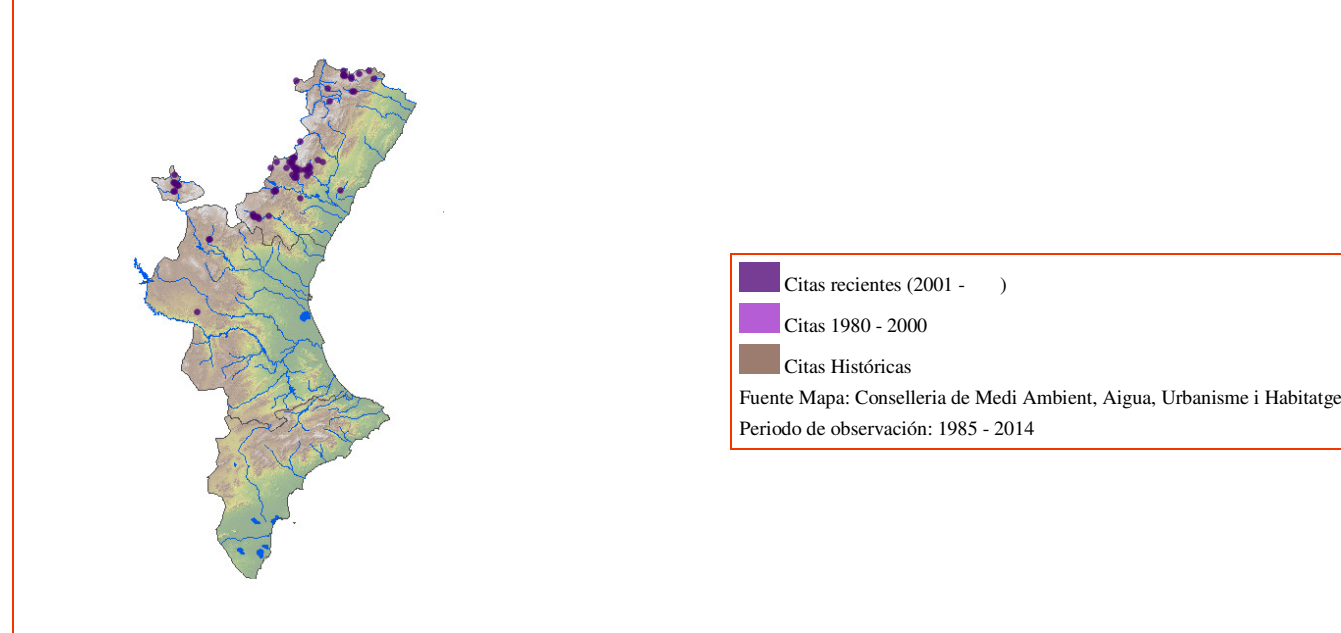 Citas recientes (2001 - )
Citas 1980 - 2000
Citas Históricas
Fuente Mapa: Conselleria de Medi Ambient, Aigua, Urbanisme i Habitatge
Periodo de observación: 1985 - 2014